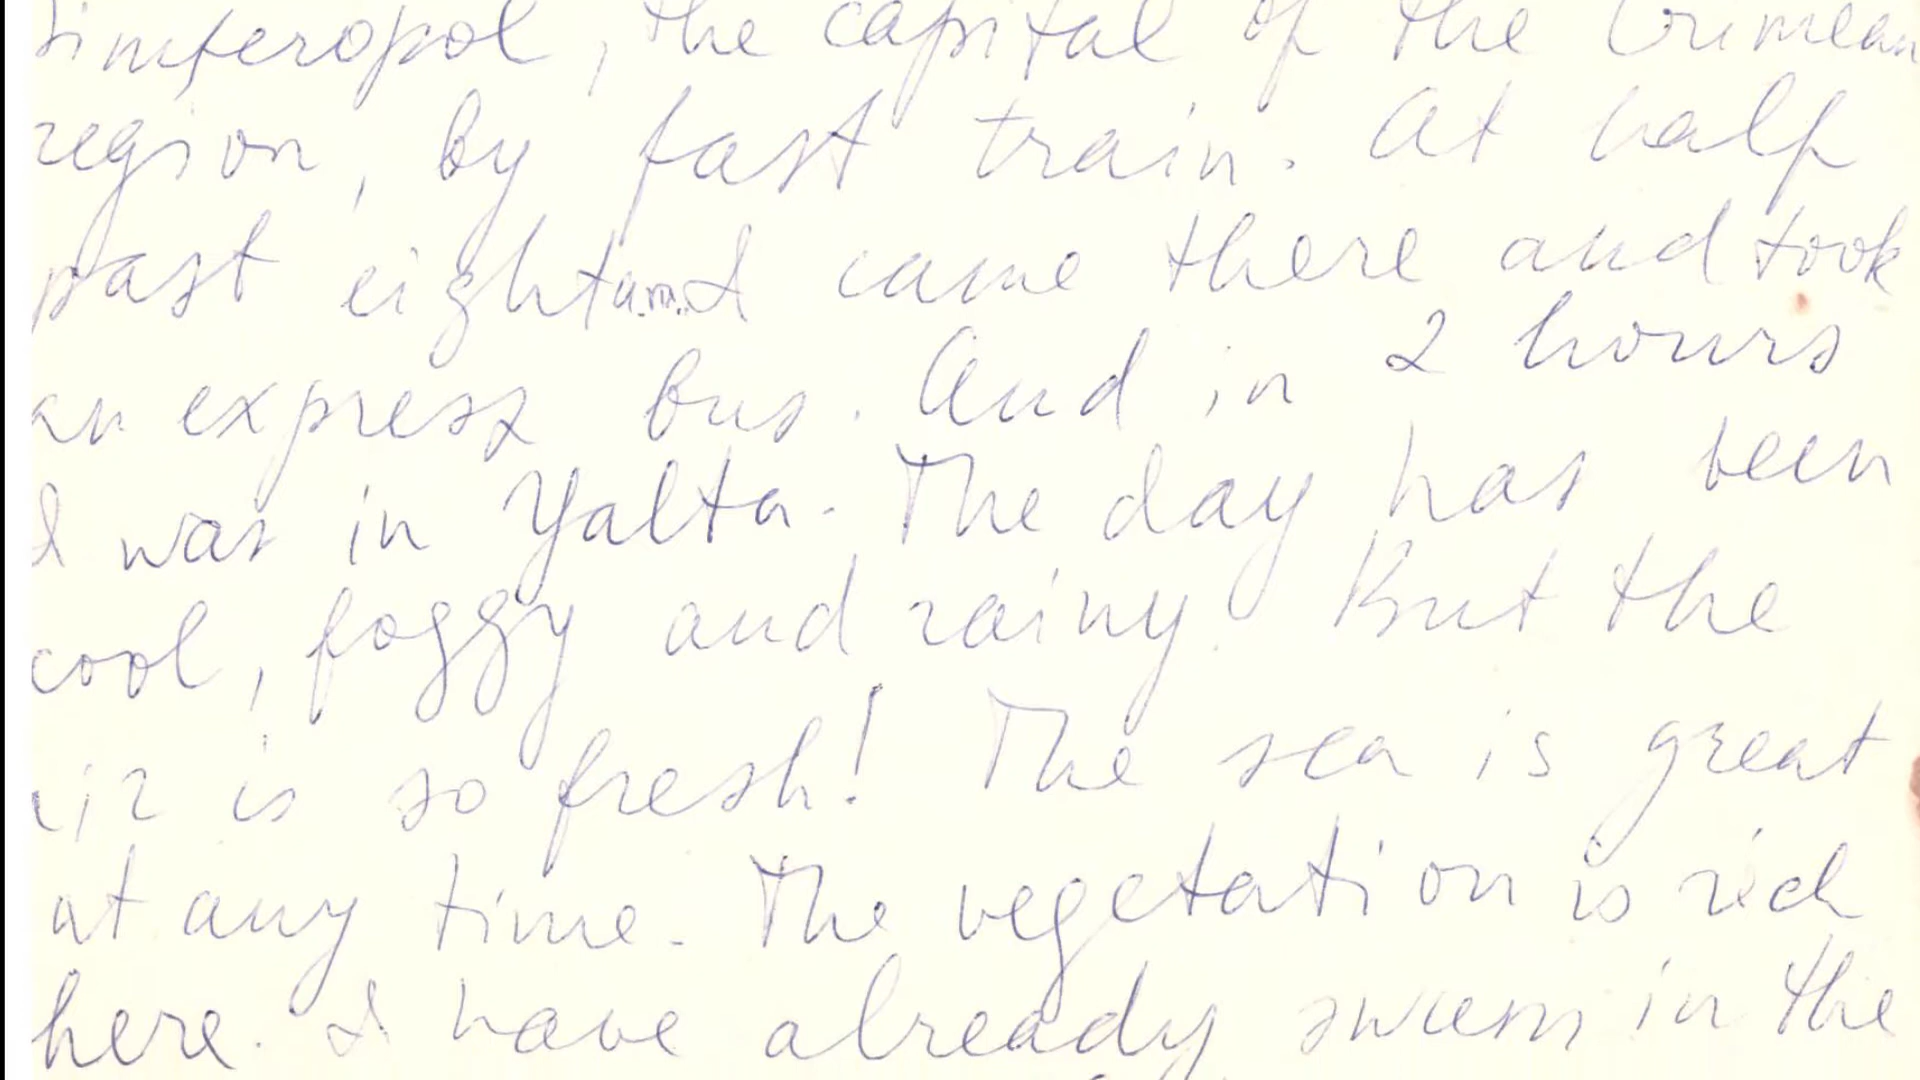 Simferopol, the capital of the Crimean
region, by fast train. At half
past eight a.m. I came there and took
an express bus. And in 2 hours
I was in Yalta. The day has been
cool, foggy and rainy. But the
air is so fresh! The sea is great
at any time. The vegetation is rich
here. I have already swum in the